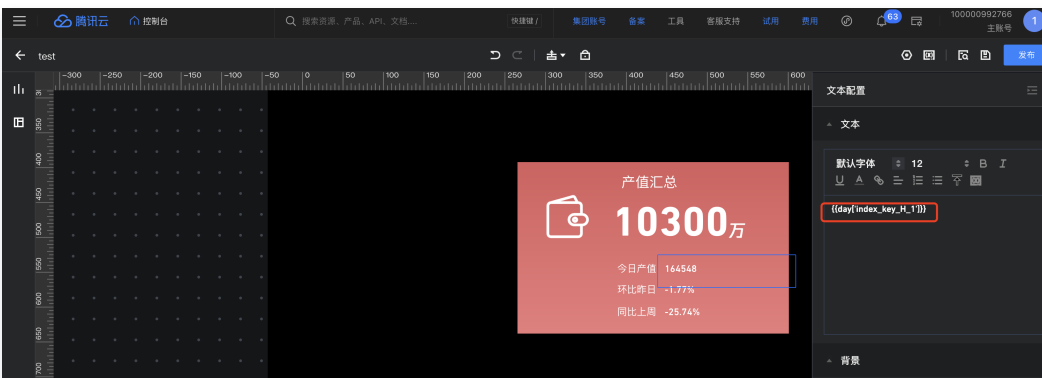 腾讯云 控制台 搜索资源、产品、API、文档.... 快捷键 / 集团账号 备案 工具 客服支持 试用 费用 63 100000992766 1
主账号
test 发布
-300 -250 -200 -150 -100 -50 0 50 100 150 200 250 300 350 400 450 500 550 600
文本配置
文本
350
400
默认字体 12 B I
U A
产值汇总
450
{{day['index_key_H_1']}}
10300万
500
550
今日产值 164548
环比昨日 -1.77%
600
同比上周 -25.74%
650
背景
700